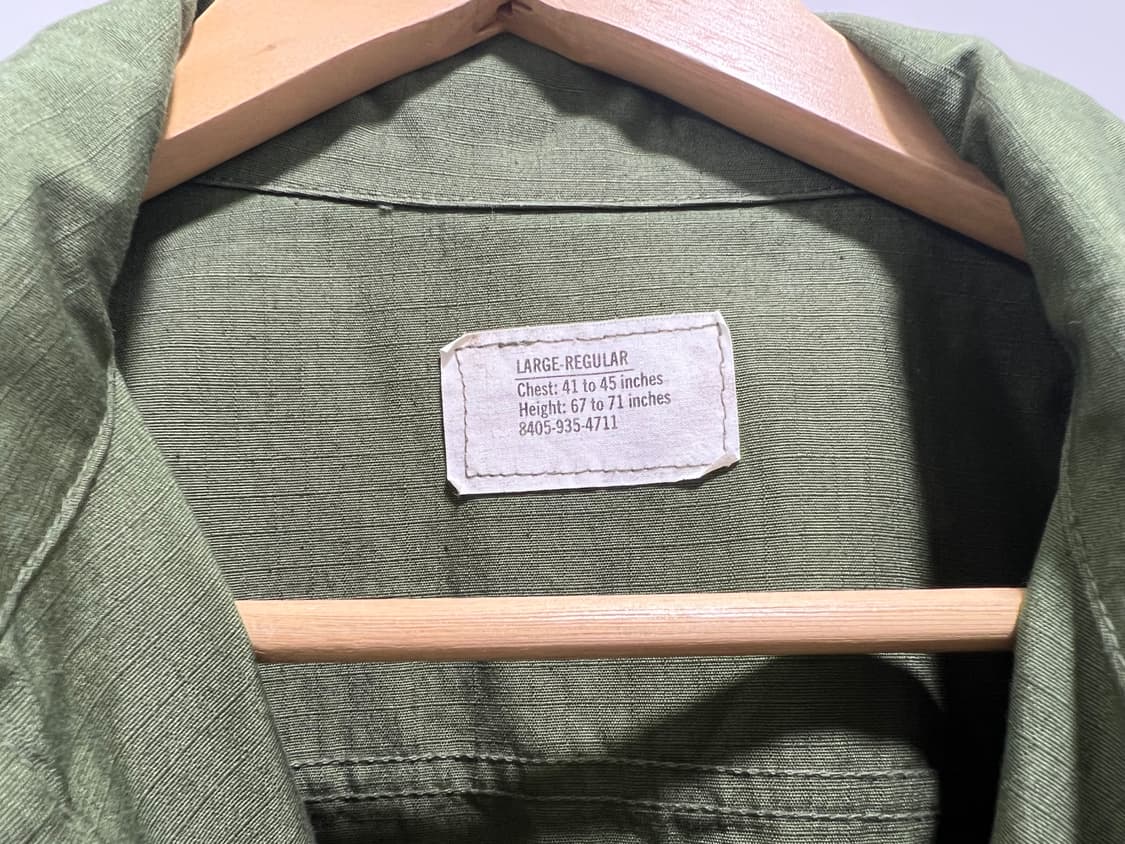 LARGE-REGULAR
Chest: 41 to 45 inches
Height: 67 to 71 inches
8405-935-4711